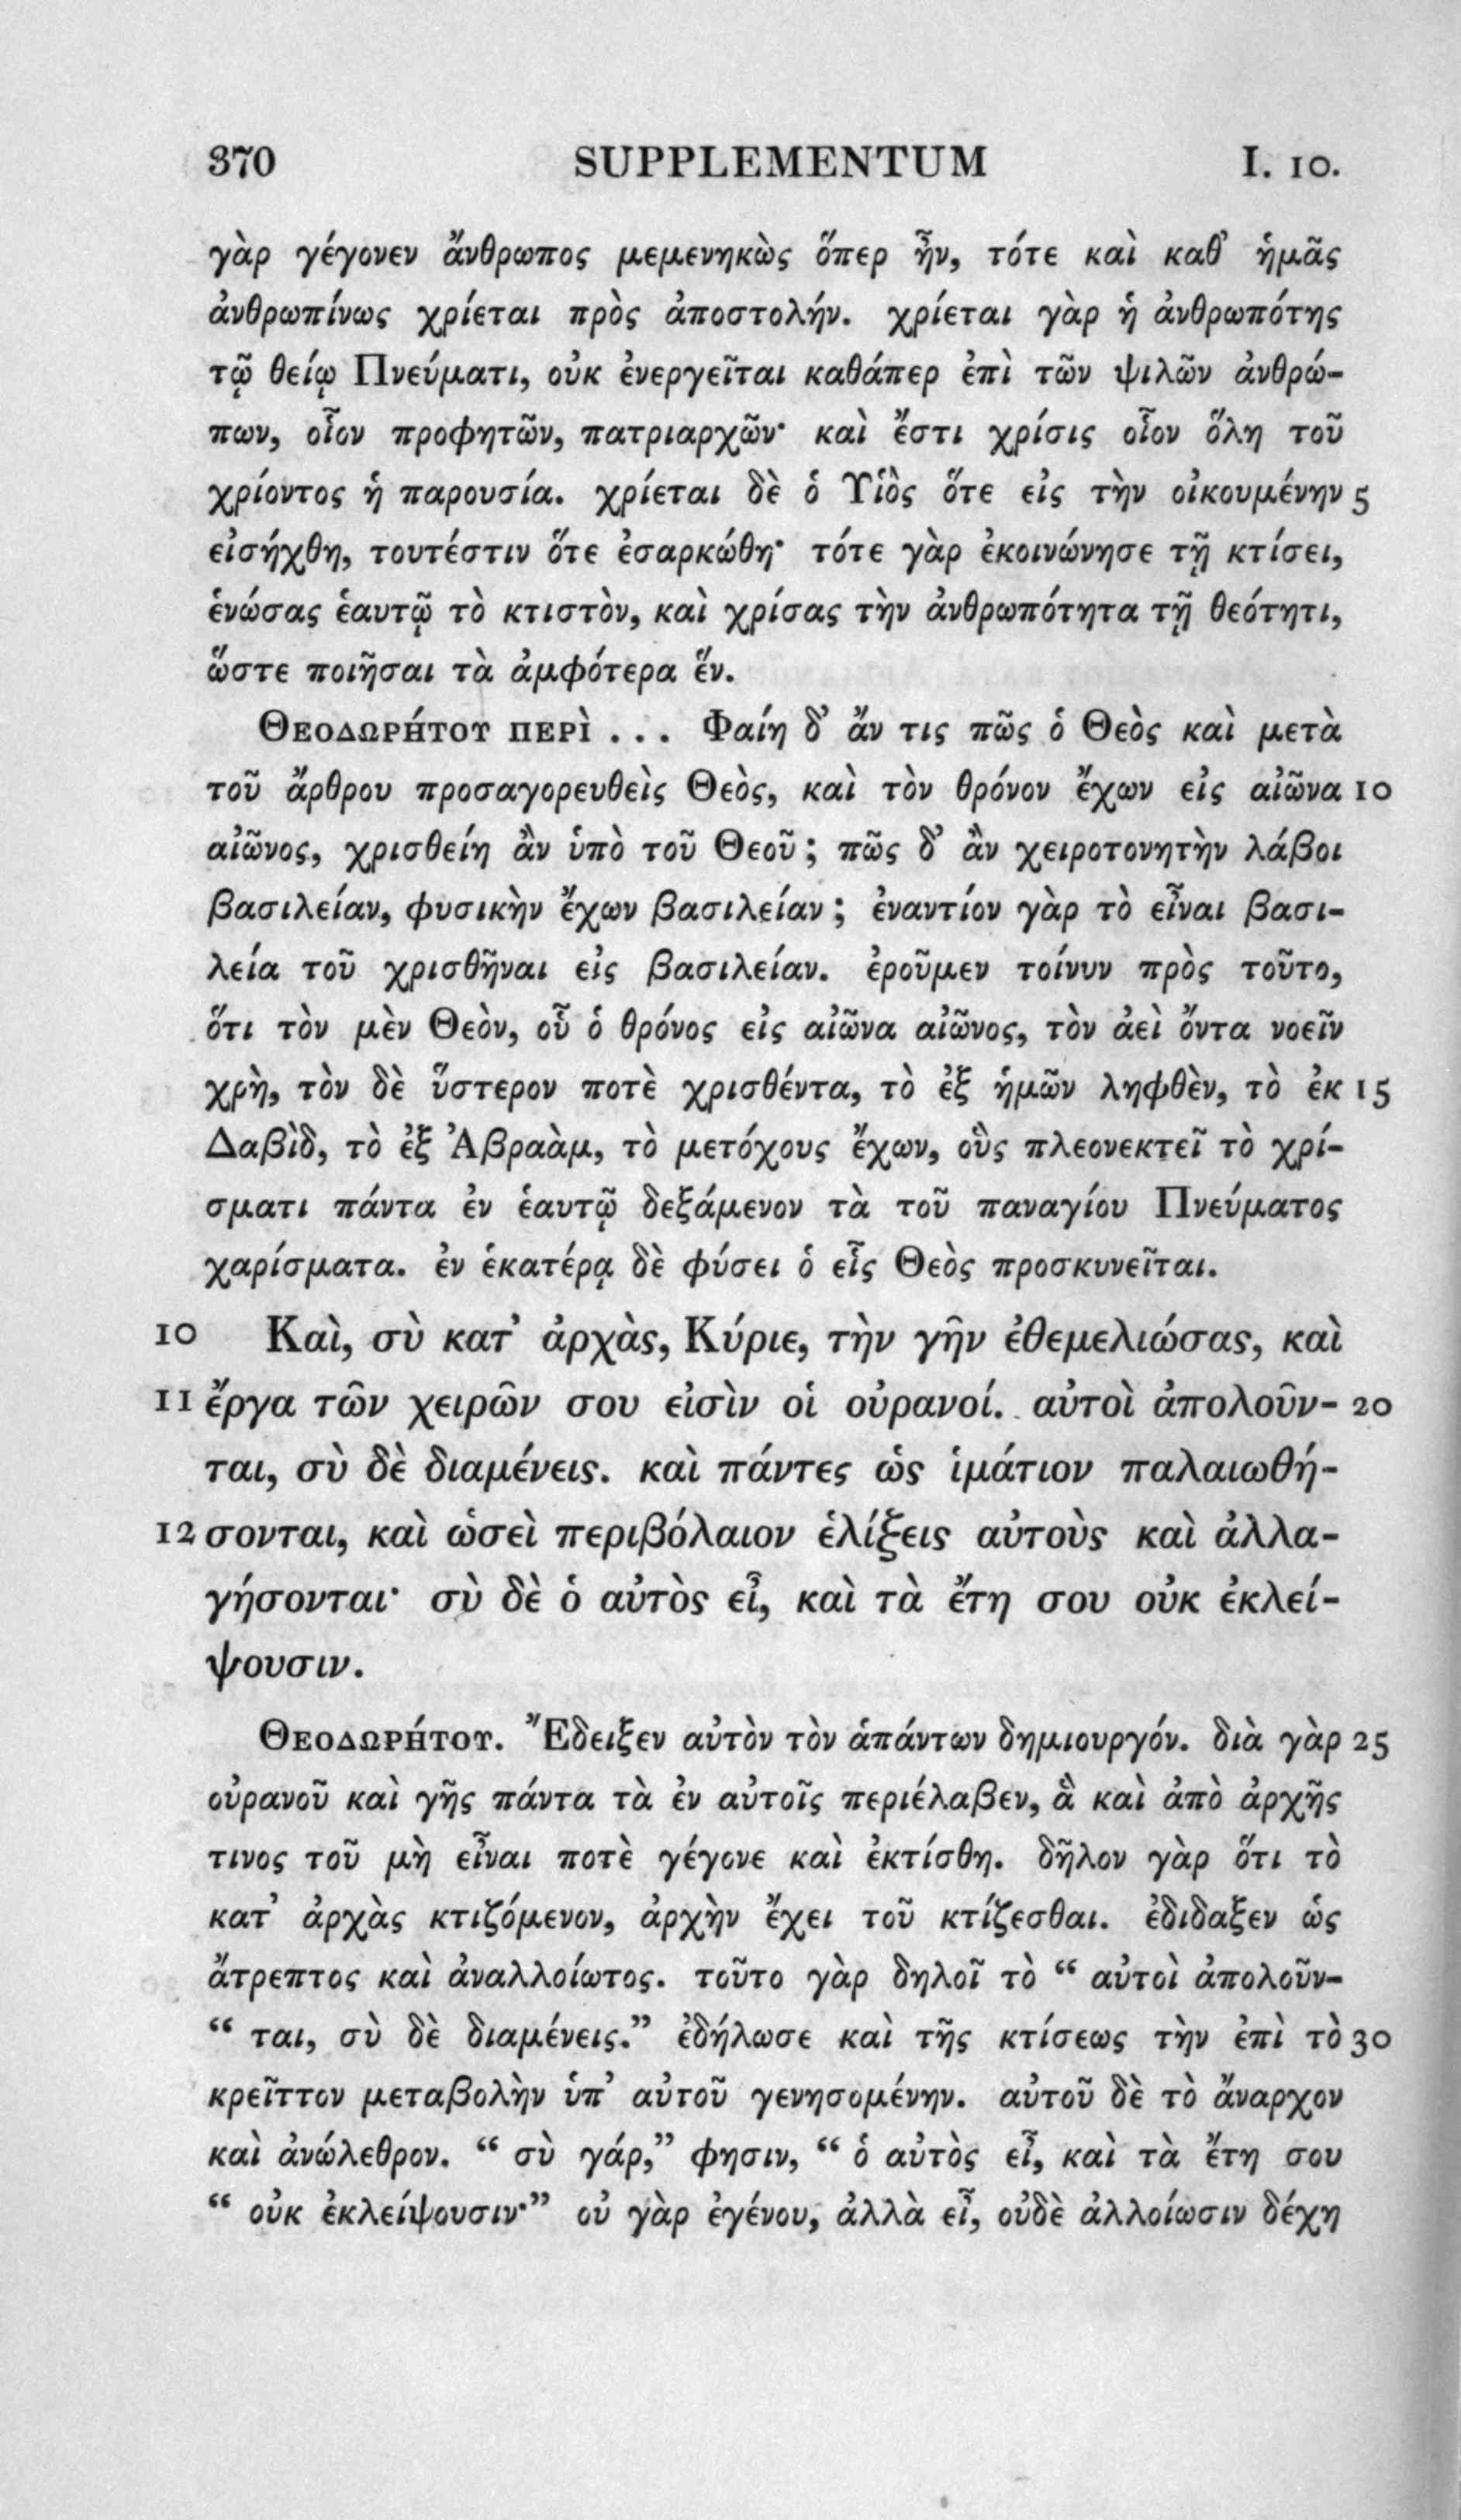 370 SUPPLEMENTUM I. 10.
γὰρ γέγονεν ἄνθρωπος μεμενηκὼς ὅπερ ἦν, τότε καὶ καθ᾽ ἡμᾶς
ἀνθρωπίνως χρίεται πρὸς ἀποστολήν. χρίεται γὰρ ἡ ἀνθρωπότης
τῷ θείῳ Πνεύματι, οὐκ ἐνεργεῖται καθάπερ ἐπὶ τῶν ψιλῶν ἀνθρώ-
πων, οἷον προφητῶν, πατριαρχῶν· καὶ ἔστι χρίσις οἷον ὅλη τοῦ
χρίοντος ἡ παρουσία. χρίεται δὲ ὁ Υἱὸς ὅτε εἰς τὴν οἰκουμένην 5
εἰσήχθη, τουτέστιν ὅτε ἐσαρκώθη· τότε γὰρ ἐκοινώνησε τῇ κτίσει,
ἑνώσας ἑαυτῷ τὸ κτιστὸν, καὶ χρίσας τὴν ἀνθρωπότητα τῇ θεότητι,
ὥστε ποιῆσαι τὰ ἀμφότερα ἕν.
ΘΕΟΔΩΡΉΤΟΥ ΠΕΡῚ ... Φαίη δ᾽ ἄν τις πῶς ὁ Θεὸς καὶ μετὰ
τοῦ ἄρθρου προσαγορευθεὶς Θεὸς, καὶ τὸν θρόνον ἔχων εἰς αἰῶνα 10
αἰῶνος, χρισθείη ἂν ὑπὸ τοῦ Θεοῦ; πῶς δ᾽ ἂν χειροτονητὴν λάβοι
βασιλείαν, φυσικὴν ἔχων βασιλείαν; ἐναντίον γὰρ τὸ εἶναι βασι-
λεία τοῦ χρισθῆναι εἰς βασιλείαν. ἐροῦμεν τοίνυν πρὸς τοῦτο,
ὅτι τὸν μὲν Θεὸν, οὗ ὁ θρόνος εἰς αἰῶνα αἰῶνος, τὸν ἀεὶ ὄντα νοεῖν
χρὴ, τὸν δὲ ὕστερον ποτὲ χρισθέντα, τὸ ἐξ ἡμῶν ληφθὲν, τὸ ἐκ 15
Δαβὶδ, τὸ ἐξ Ἀβραὰμ, τὸ μετόχους ἔχων, οὓς πλεονεκτεῖ τὸ χρί-
σματι πάντα ἐν ἑαυτῷ δεξάμενον τὰ τοῦ παναγίου Πνεύματος
χαρίσματα. ἐν ἑκατέρᾳ δὲ φύσει ὁ εἷς Θεὸς προσκυνεῖται.
10 Καὶ, σὺ κατ᾽ ἀρχὰς, Κύριε, τὴν γῆν ἐθεμελιώσας, καὶ
11 ἔργα τῶν χειρῶν σου εἰσὶν οἱ οὐρανοί. αὐτοὶ ἀπολοῦν- 20
ται, σὺ δὲ διαμένεις. καὶ πάντες ὡς ἱμάτιον παλαιωθή-
12 σονται, καὶ ὡσεὶ περιβόλαιον ἑλίξεις αὐτοὺς καὶ ἀλλα-
γήσονται· σὺ δὲ ὁ αὐτὸς εἶ, καὶ τὰ ἔτη σου οὐκ ἐκλεί-
ψουσιν.
ΘΕΟΔΩΡΉΤΟΥ. Ἔδειξεν αὐτὸν τὸν ἁπάντων δημιουργόν. διὰ γὰρ 25
οὐρανοῦ καὶ γῆς πάντα τὰ ἐν αὐτοῖς περιέλαβεν, ἃ καὶ ἀπὸ ἀρχῆς
τινος τοῦ μὴ εἶναι ποτὲ γέγονε καὶ ἐκτίσθη. δῆλον γὰρ ὅτι τὸ
κατ᾽ ἀρχὰς κτιζόμενον, ἀρχὴν ἔχει τοῦ κτίζεσθαι. ἐδιδαξεν ὡς
ἄτρεπτος καὶ ἀναλλοίωτος. τοῦτο γὰρ δηλοῖ τὸ “ αὐτοὶ ἀπολοῦν-
“ ται, σὺ δὲ διαμένεις.” ἐδήλωσε καὶ τῆς κτίσεως τὴν ἐπὶ τὸ 30
κρεῖττον μεταβολὴν ὑπ᾽ αὐτοῦ γενησομένην. αὐτοῦ δὲ τὸ ἄναρχον
καὶ ἀνώλεθρον. “ σὺ γάρ,” φησιν, “ ὁ αὐτὸς εἶ, καὶ τὰ ἔτη σου
“ οὐκ ἐκλείψουσιν·” οὐ γὰρ ἐγένου, ἀλλὰ εἶ, οὐδὲ ἀλλοίωσιν δέχη